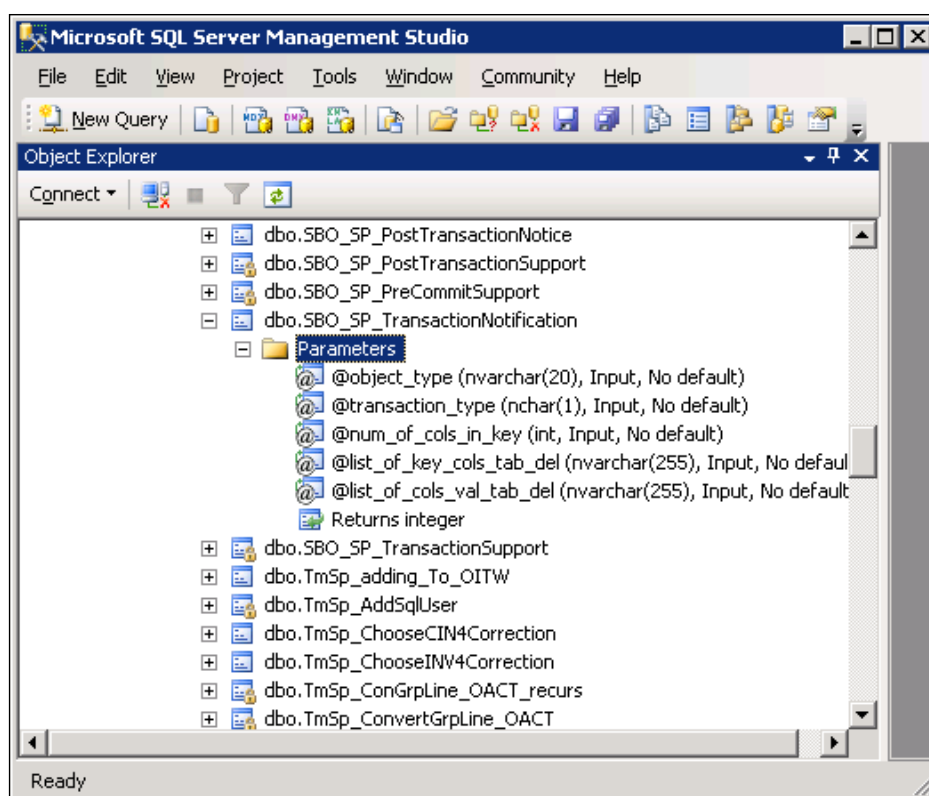 Microsoft SQL Server Management Studio
File Edit View Project Tools Window Community Help
New Query
Object Explorer
Connect
dbo.SBO_SP_PostTransactionNotice
dbo.SBO_SP_PostTransactionSupport
dbo.SBO_SP_PreCommitSupport
dbo.SBO_SP_TransactionNotification
Parameters
@object_type (nvarchar(20), Input, No default)
@transaction_type (nchar(1), Input, No default)
@num_of_cols_in_key (int, Input, No default)
@list_of_key_cols_tab_del (nvarchar(255), Input, No defaul
@list_of_cols_val_tab_del (nvarchar(255), Input, No default
Returns integer
dbo.SBO_SP_TransactionSupport
dbo.TmSp_adding_To_OITW
dbo.TmSp_AddSqlUser
dbo.TmSp_ChooseCIN4Correction
dbo.TmSp_ChooseINV4Correction
dbo.TmSp_ConGrpLine_OACT_recurs
dbo.TmSp_ConvertGrpLine_OACT
Ready